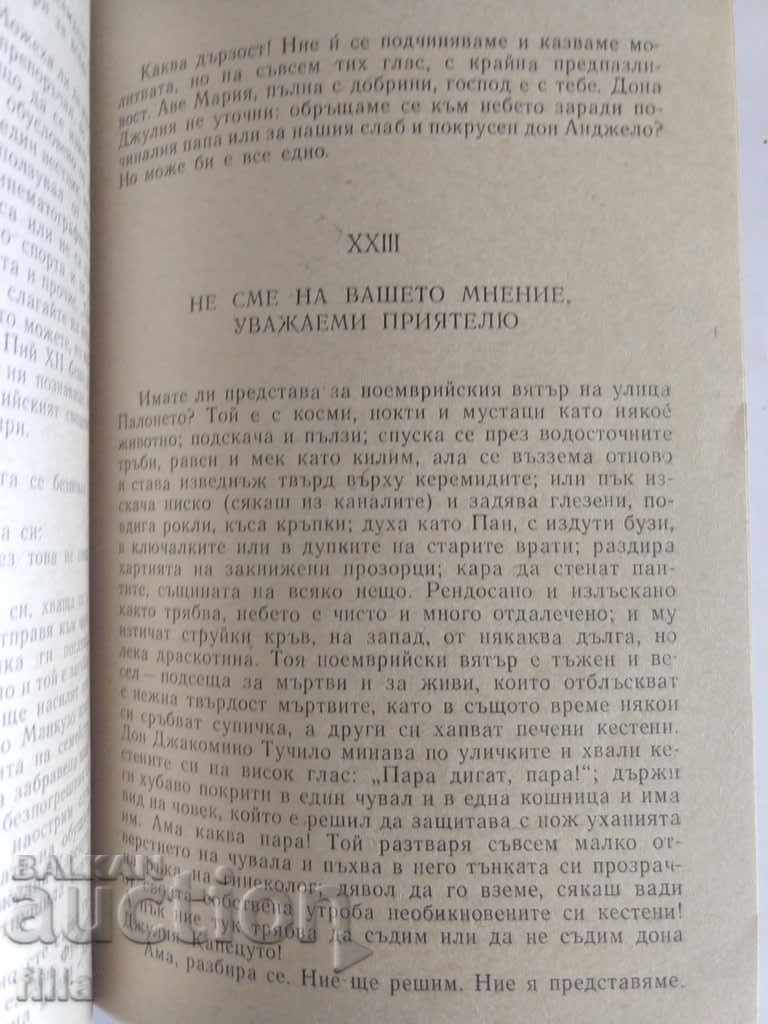 Каква дързост! Ние ѝ се подчиняваме и казваме мо-
литвата, но на съвсем тих глас, с крайна предпазли-
вост. Аве Мария, пълна с добрини, господ е с тебе. Дона
Джулия не уточни: обръщаме се към небето заради по-
чиналия папа или за нашия слаб и покрусен дон Анджело?
Но може би е все едно.
XXIII
НЕ СМЕ НА ВАШЕТО МНЕНИЕ,
УВАЖАЕМИ ПРИЯТЕЛЮ
Имате ли представа за ноемврийския вятър на улица
Палонето? Той е с косми, нокти и мустаци като някое
животно; подскача и пълзи; спуска се през водосточните
тръби, равен и мек като килим, ала се възема отново
и става изведнъж твърд върху керемидите; или пък из-
скача ниско (сякаш из каналите) и задява глезени, по-
вдига рокли, къса кръпки; духа като Пан, с издути бузи,
в ключалките или в дупките на старите врати; раздира
хартията на закнижени прозорци; кара да стенат пан-
тите, същината на всяко нещо. Рендосано и излъскано
както трябва, небето е чисто и много отдалечено; и му
изтичат струйки кръв, на запад, от някаква дълга, но
лека драскотина. Тоя ноемврийски вятър е тъжен и ве-
сел — подсеща за мъртви и за живи, които отблъскват
с нежна твърдост мъртвите, като в същото време някои
си сръбват супичка, а други си хапват печени кестени.
Дон Джакомино Тучило минава по уличките и хвали ке-
стените си на висок глас: „Пара дигат, пара!“; държи
ги хубаво покрити в един чувал и в една кошница и има
вид на човек, който е решил да защитава с нож уханията
им. Ама каква пара! Той разтваря съвсем малко от-
верстието на чувала и пъхва в него тънката си прозрач-
на гинеколог; дявол да го вземе, сякаш вади
собствена утроба необикновените си кестени!
пък ние тук трябва да съдим или да не съдим дона
Джулия Капецуто!
Ама, разбира се. Ние ще решим. Ние я представяме.
BALKAN
auction
filla